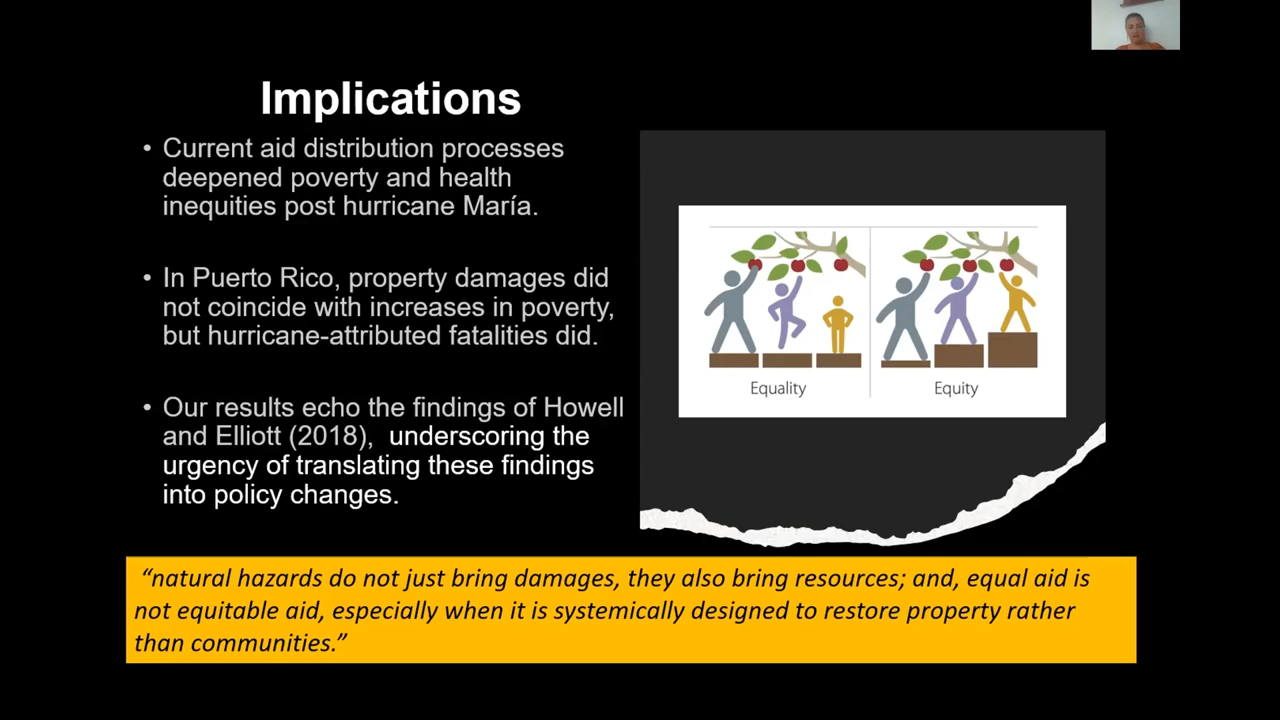 Implications
• Current aid distribution processes
deepened poverty and health
inequities post hurricane María.
• In Puerto Rico, property damages did
not coincide with increases in poverty,
but hurricane-attributed fatalities did.
• Our results echo the findings of Howell
and Elliott (2018), underscoring the
urgency of translating these findings
into policy changes.
Equality
Equity
“natural hazards do not just bring damages, they also bring resources; and, equal aid is
not equitable aid, especially when it is systemically designed to restore property rather
than communities.”